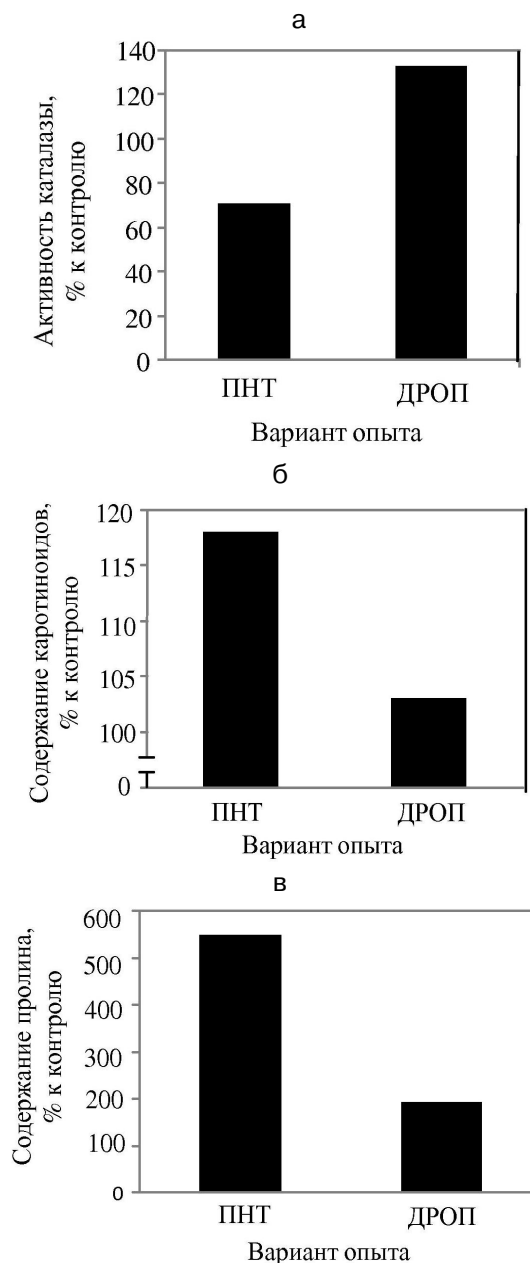 а
Активность каталазы,
% к контролю
140
120
100
80
60
40
20
0
ПНТ ДРОП
Вариант опыта
б
Содержание каротиноидов,
% к контролю
120
115
110
105
100
0
ПНТ ДРОП
Вариант опыта
в
Содержание пролина,
% к контролю
600
500
400
300
200
100
0
ПНТ ДРОП
Вариант опыта